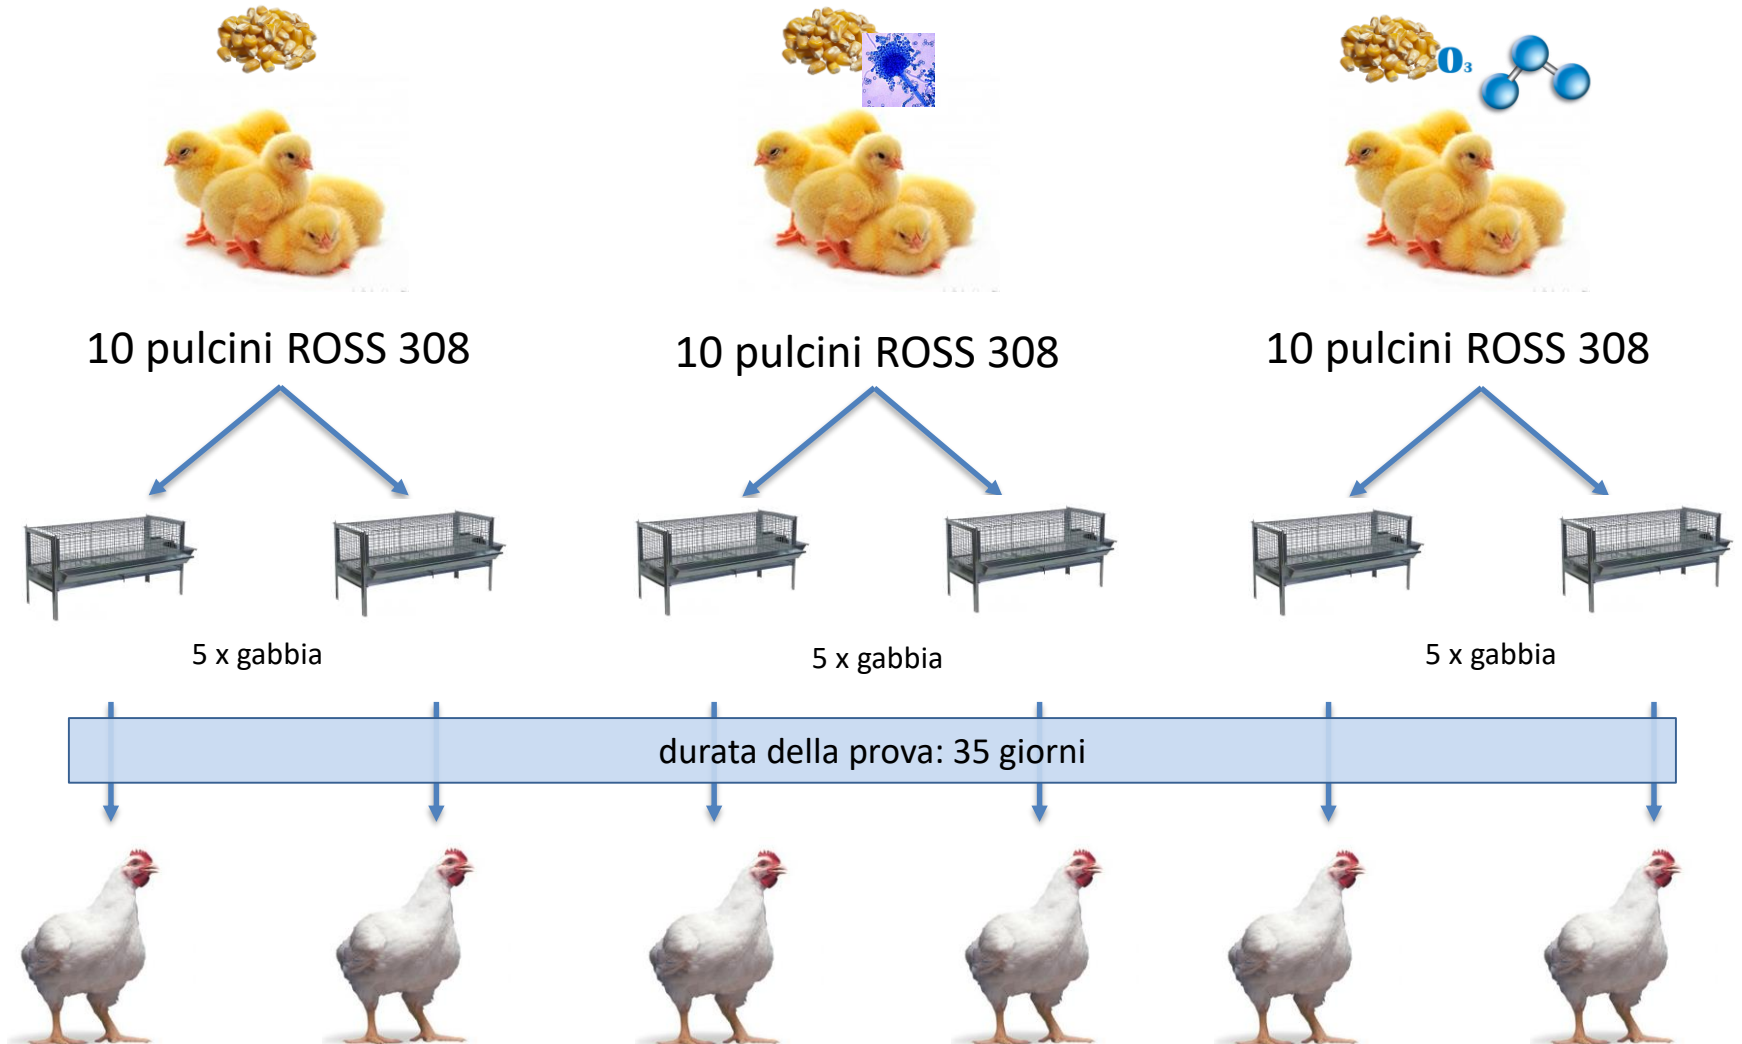 O₃
10 pulcini ROSS 308
10 pulcini ROSS 308
10 pulcini ROSS 308
5 x gabbia
5 x gabbia
5 x gabbia
durata della prova: 35 giorni